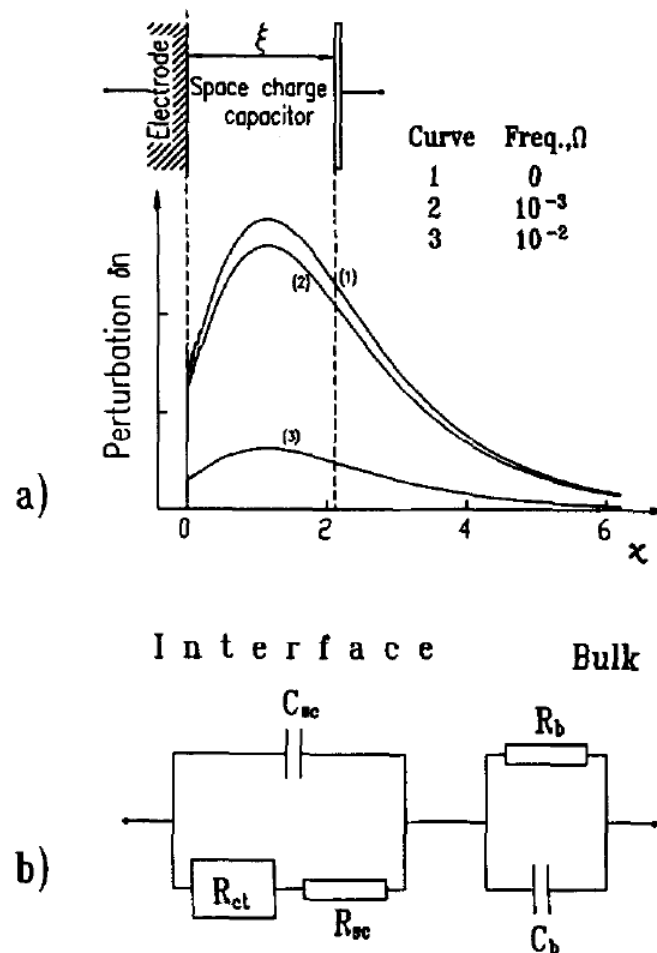 ξ
Electrode
Space charge
capacitor
Curve Freq.,Ω
1 0
2 10⁻³
3 10⁻²
Perturbation δn
(1)
(2)
(3)
a)
0 2 4 6
x
Interface Bulk
C_sc
R_b
b)
R_ct
R_sc
C_b